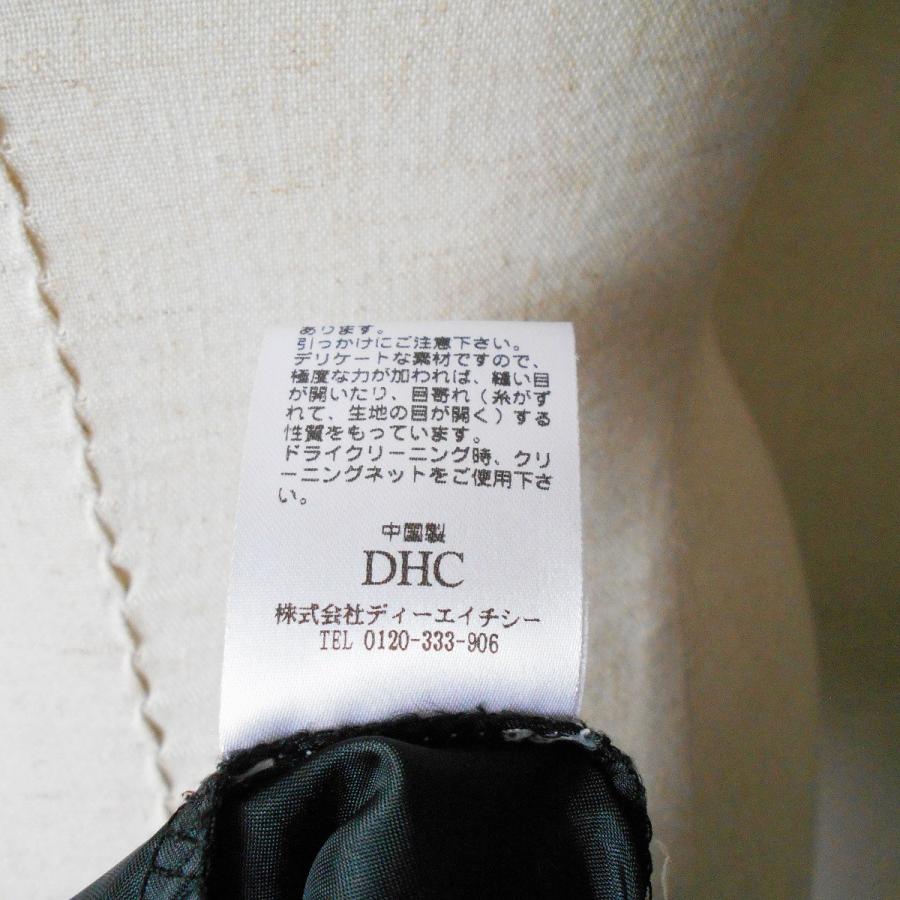 あります。
引っかけにご注意下さい。
デリケートな素材ですので、
極度な力が加われば、縫い目
が開いたり、目寄れ（糸がず
れて、生地の目が開く）する
性質をもっています。
ドライクリーニング時、クリ
ーニングネットをご使用下さ
い。
中国製
DHC
株式会社ディーエイチシー
TEL 0120-333-906